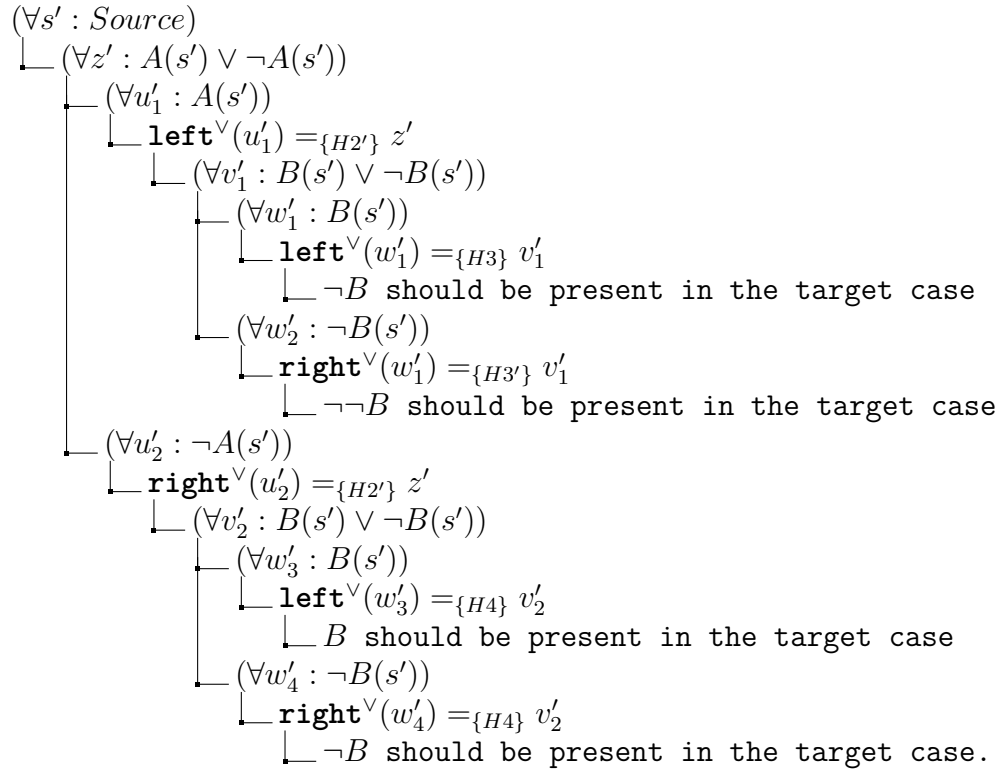 (∀s′ : Source)
(∀z′ : A(s′) ∨ ¬A(s′))
(∀u′₁ : A(s′))
left^∨(u′₁) =_{H2′} z′
(∀v′₁ : B(s′) ∨ ¬B(s′))
(∀w′₁ : B(s′))
left^∨(w′₁) =_{H3} v′₁
¬B should be present in the target case
(∀w′₂ : ¬B(s′))
right^∨(w′₁) =_{H3′} v′₁
¬¬B should be present in the target case
(∀u′₂ : ¬A(s′))
right^∨(u′₂) =_{H2′} z′
(∀v′₂ : B(s′) ∨ ¬B(s′))
(∀w′₃ : B(s′))
left^∨(w′₃) =_{H4} v′₂
B should be present in the target case
(∀w′₄ : ¬B(s′))
right^∨(w′₄) =_{H4} v′₂
¬B should be present in the target case.